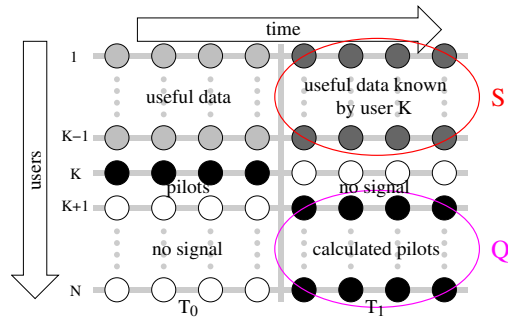 time
users
1
useful data
useful data known
by user K
S
K−1
K
pilots
no signal
K+1
no signal
calculated pilots
Q
N
T0
T1